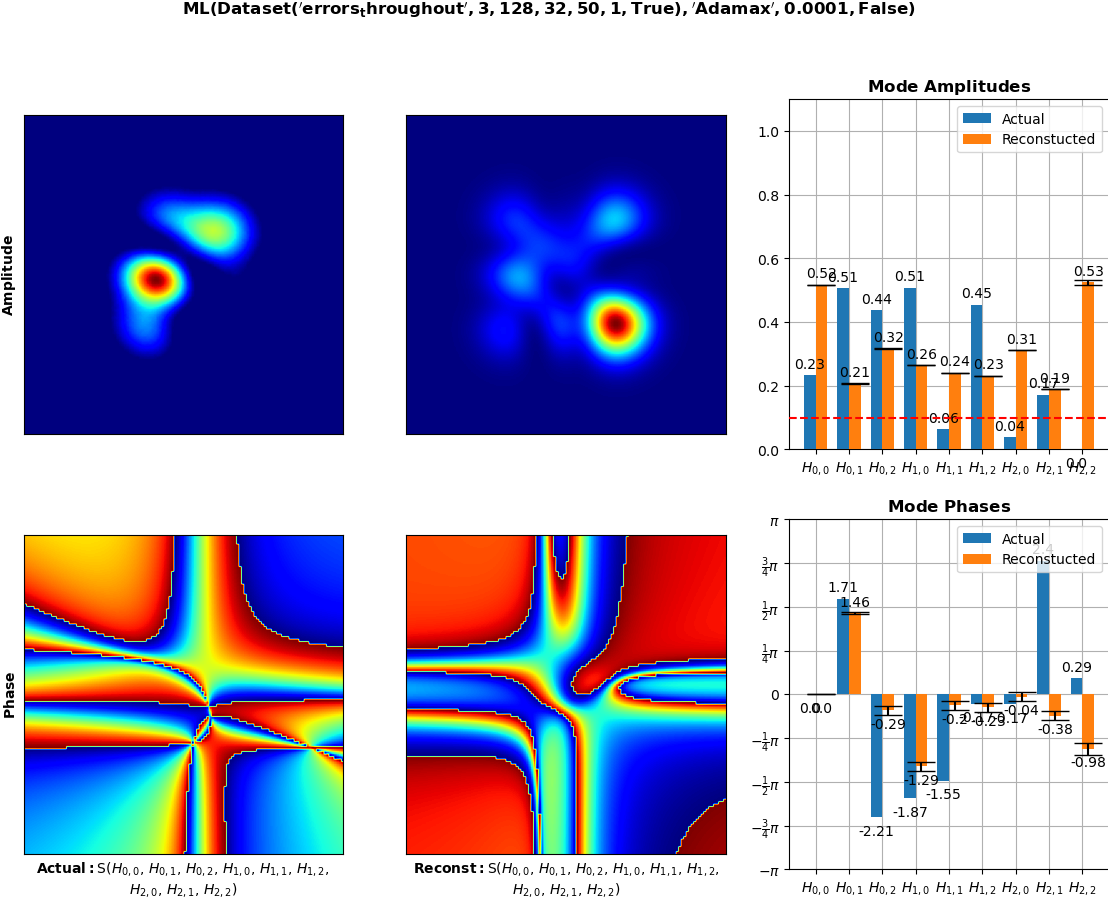 ML(Dataset('errors_throughout', 3, 128, 32, 50, 1, True), 'Adamax', 0.0001, False)
Amplitude
Mode Amplitudes
Actual
Reconstucted
1.0
0.8
0.6
0.4
0.2
0.0
0.23
0.52
0.51
0.21
0.44
0.32
0.51
0.26
0.06
0.24
0.45
0.23
0.04
0.31
0.17
0.19
0.0
0.53
H0,0 H0,1 H0,2 H1,0 H1,1 H1,2 H2,0 H2,1 H2,2
Phase
Mode Phases
Actual
Reconstucted
π
3/4π
1/2π
1/4π
0
−1/4π
−1/2π
−3/4π
−π
0.0
0.0
1.71
1.46
-2.21
-0.29
-1.87
-1.29
-1.55
-0.2
-0.17
-0.17
-0.04
2.4
-0.38
0.29
-0.98
H0,0 H0,1 H0,2 H1,0 H1,1 H1,2 H2,0 H2,1 H2,2
Actual: S(H0,0, H0,1, H0,2, H1,0, H1,1, H1,2,
H2,0, H2,1, H2,2)
Reconst: S(H0,0, H0,1, H0,2, H1,0, H1,1, H1,2,
H2,0, H2,1, H2,2)